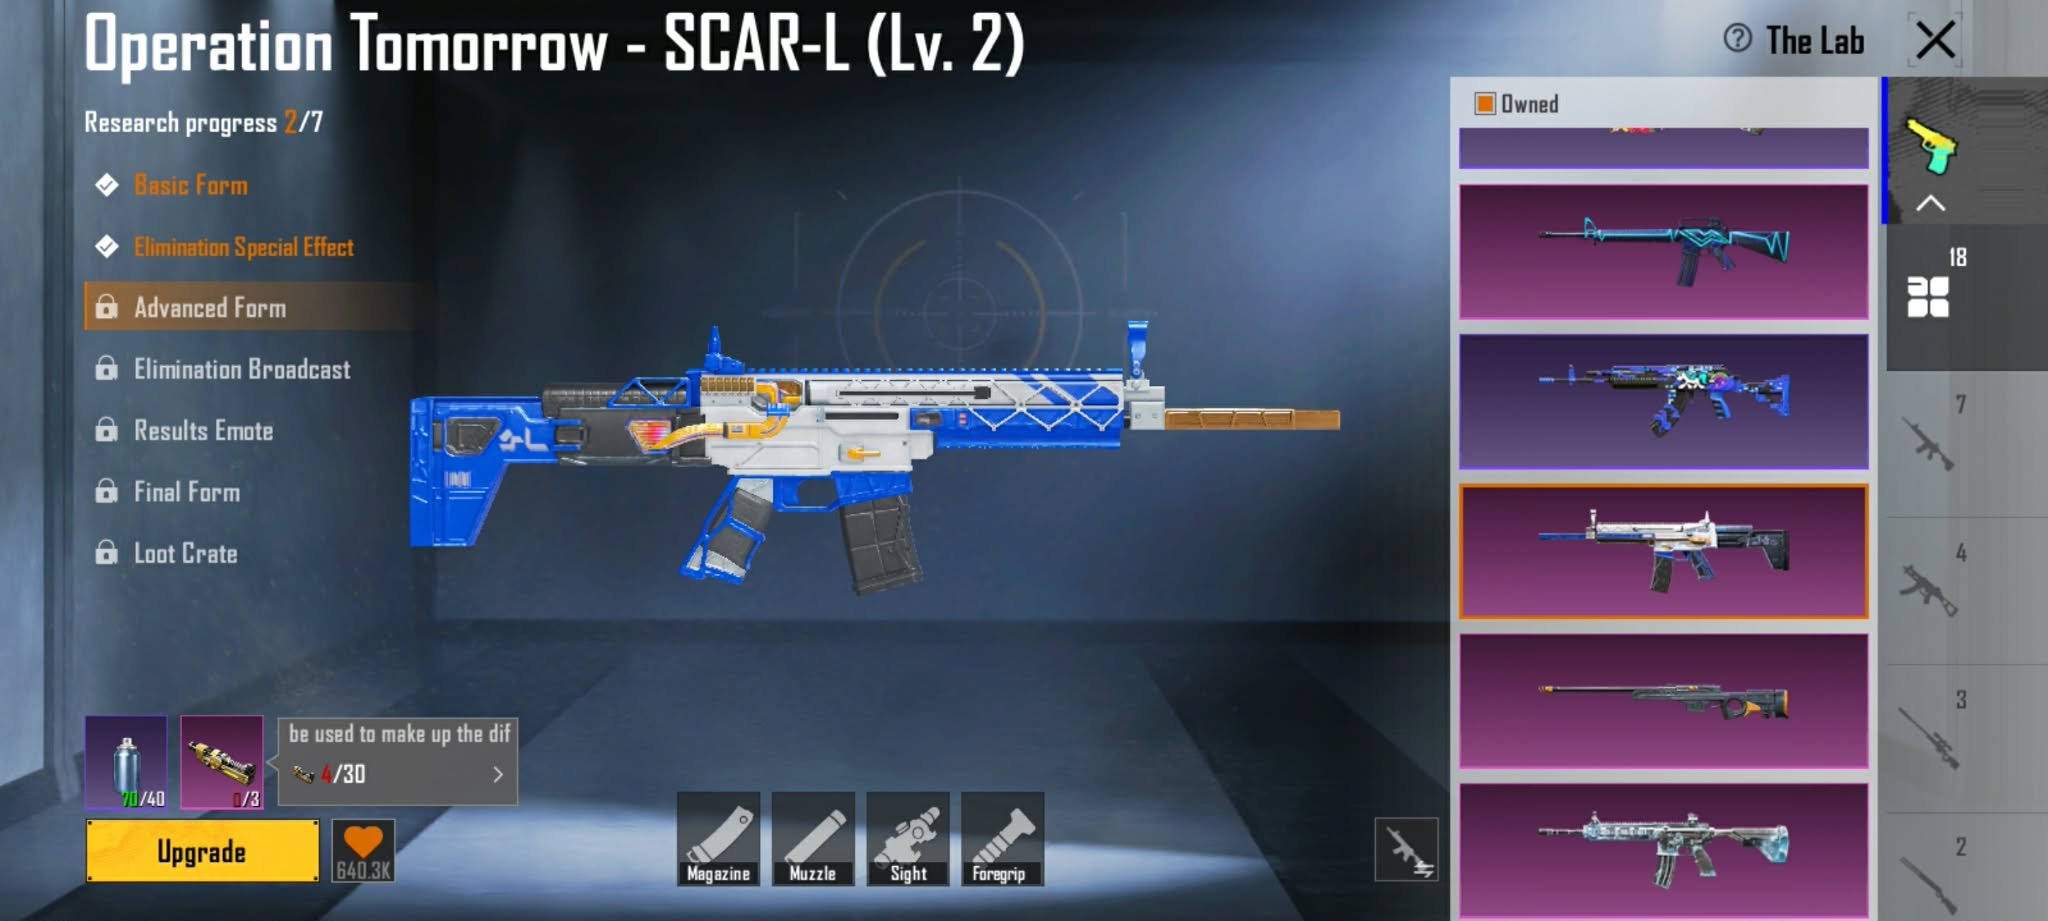 Operation Tomorrow - SCAR-L (Lv. 2)
The Lab
Research progress 2/7
Basic Form
Elimination Special Effect
Advanced Form
Elimination Broadcast
Results Emote
Final Form
Loot Crate
70/40
0/3
be used to make up the dif
4/30
Upgrade
640.3K
Magazine
Muzzle
Sight
Foregrip
Owned
18
7
4
3
2